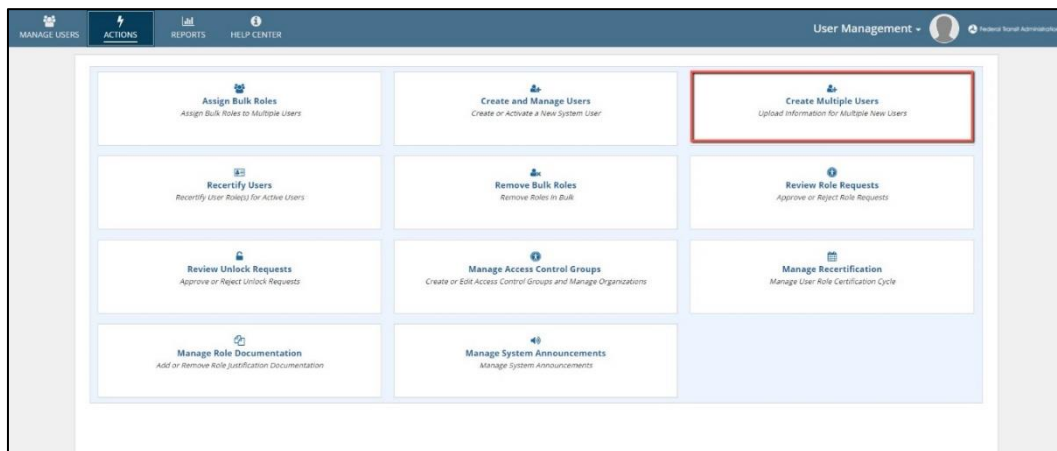 MANAGE USERS
ACTIONS
REPORTS
HELP CENTER
User Management
Federal Transit Administration
Assign Bulk Roles
Assign Bulk Roles to Multiple Users
Create and Manage Users
Create or Activate a New System User
Create Multiple Users
Upload Information for Multiple New Users
Recertify Users
Recertify User Role(s) for Active Users
Remove Bulk Roles
Remove Roles in Bulk
Review Role Requests
Approve or Reject Role Requests
Review Unlock Requests
Approve or Reject Unlock Requests
Manage Access Control Groups
Create or Edit Access Control Groups and Manage Organizations
Manage Recertification
Manage User Role Certification Cycle
Manage Role Documentation
Add or Remove Role Justification Documentation
Manage System Announcements
Manage System Announcements